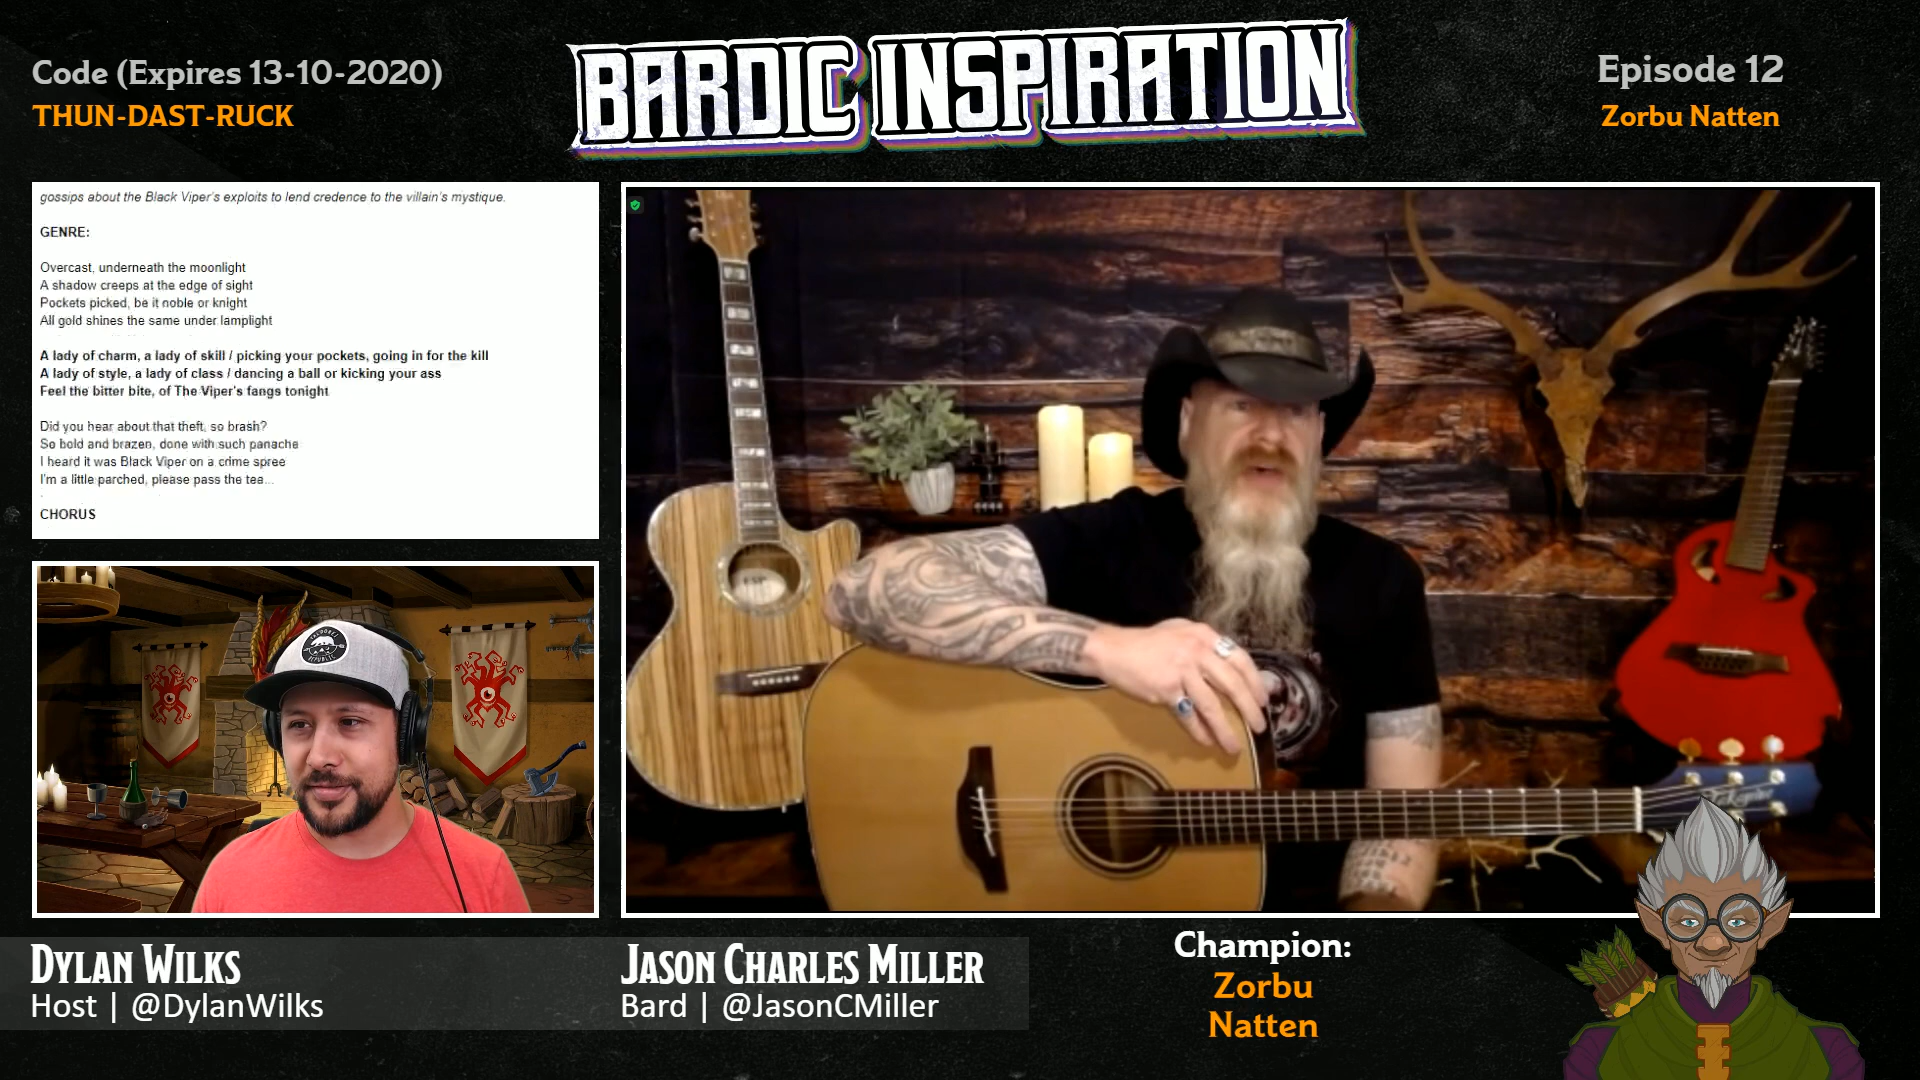 Code (Expires 13-10-2020)
THUN-DAST-RUCK
BARDIC INSPIRATION
Episode 12
Zorbu Natten
gossips about the Black Viper's exploits to lend credence to the villain's mystique.
GENRE:
Overcast, underneath the moonlight
A shadow creeps at the edge of sight
Pockets picked, be it noble or knight
All gold shines the same under lamplight
A lady of charm, a lady of skill / picking your pockets, going in for the kill
A lady of style, a lady of class / dancing a ball or kicking your ass
Feel the bitter bite, of The Viper's fangs tonight
Did you hear about that theft, so brash?
So bold and brazen, done with such panache
I heard it was Black Viper on a crime spree
I'm a little parched, please pass the tea...
CHORUS
DYLAN WILKS
Host | @DylanWilks
JASON CHARLES MILLER
Bard | @JasonCMiller
Champion:
Zorbu
Natten